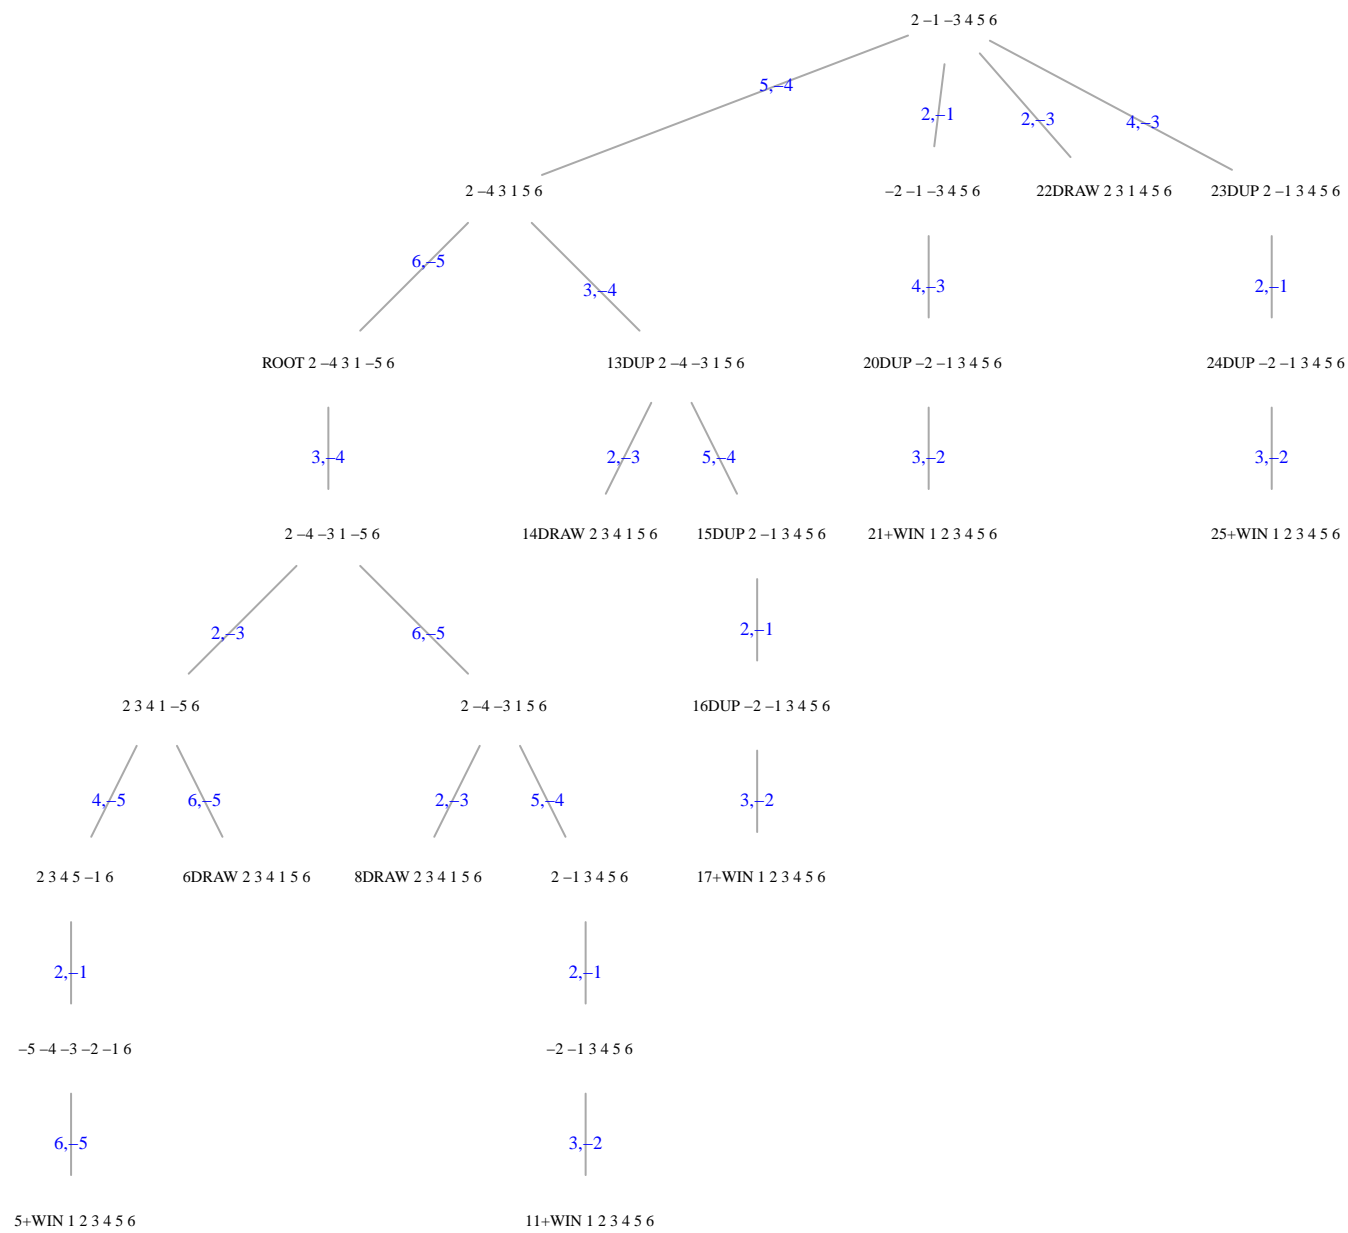 2 –1 –3 4 5 6
5,–4
2,–1
2,–3
4,–3
2 –4 3 1 5 6
–2 –1 –3 4 5 6
22DRAW 2 3 1 4 5 6
23DUP 2 –1 3 4 5 6
6,–5
3,–4
4,–3
2,–1
ROOT 2 –4 3 1 –5 6
13DUP 2 –4 –3 1 5 6
20DUP –2 –1 3 4 5 6
24DUP –2 –1 3 4 5 6
3,–4
2,–3
5,–4
3,–2
3,–2
2 –4 –3 1 –5 6
14DRAW 2 3 4 1 5 6
15DUP 2 –1 3 4 5 6
21+WIN 1 2 3 4 5 6
25+WIN 1 2 3 4 5 6
2,–3
6,–5
2,–1
2 3 4 1 –5 6
2 –4 –3 1 5 6
16DUP –2 –1 3 4 5 6
4,–5
6,–5
2,–3
5,–4
3,–2
2 3 4 5 –1 6
6DRAW 2 3 4 1 5 6
8DRAW 2 3 4 1 5 6
2 –1 3 4 5 6
17+WIN 1 2 3 4 5 6
2,–1
2,–1
–5 –4 –3 –2 –1 6
–2 –1 3 4 5 6
6,–5
3,–2
5+WIN 1 2 3 4 5 6
11+WIN 1 2 3 4 5 6